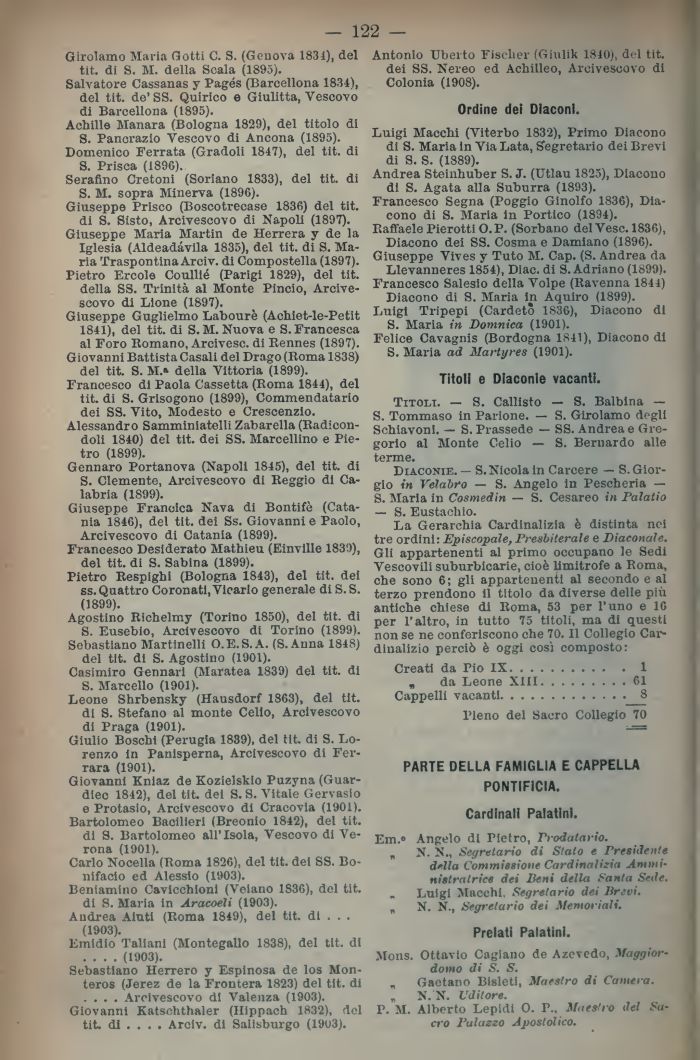 — 122 —
Girolamo Maria Gotti C. S. (Genova 1834), del
tit. di S. M. della Scala (1895).
Salvatore Cassanas y Pagés (Barcellona 1834),
del tit. de' SS. Quirico e Giulitta, Vescovo
di Barcellona (1895).
Achille Manara (Bologna 1829), del titolo di
S. Pancrazio Vescovo di Ancona (1895).
Domenico Ferrata (Gradoli 1847), del tit. di
S. Prisca (1896).
Serafino Cretoni (Soriano 1833), del tit. di
S. M. sopra Minerva (1896).
Giuseppe Prisco (Boscotrecase 1836) del tit.
di S. Sisto, Arcivescovo di Napoli (1897).
Giuseppe Maria Martin de Herrera y de la
Iglesia (Aldeadávila 1835), del tit. di S. Ma-
ria Traspontina Arciv. di Compostella (1897).
Pietro Ercole Coullié (Parigi 1829), del tit.
della SS. Trinità al Monte Pincio, Arcive-
scovo di Lione (1897).
Giuseppe Guglielmo Labourè (Achiet-le-Petit
1841), del tit. di S. M. Nuova e S. Francesca
al Foro Romano, Arcivesc. di Rennes (1897).
Giovanni Battista Casali del Drago (Roma 1838)
del tit. S. M.ª della Vittoria (1899).
Francesco di Paola Cassetta (Roma 1844), del
tit. di S. Grisogono (1899), Commendatario
dei SS. Vito, Modesto e Crescenzio.
Alessandro Samminiatelli Zabarella (Radicon-
doli 1840) del tit. dei SS. Marcellino e Pie-
tro (1899).
Gennaro Portanova (Napoli 1845), del tit. di
S. Clemente, Arcivescovo di Reggio di Ca-
labria (1899).
Giuseppe Francica Nava di Bontifè (Cata-
nia 1846), del tit. dei Ss. Giovanni e Paolo,
Arcivescovo di Catania (1899).
Francesco Desiderato Mathieu (Einville 1839),
del tit. di S. Sabina (1899).
Pietro Respighi (Bologna 1843), del tit. dei
ss. Quattro Coronati, Vicario generale di S. S.
(1899).
Agostino Richelmy (Torino 1850), del tit. di
S. Eusebio, Arcivescovo di Torino (1899).
Sebastiano Martinelli O. E. S. A. (S. Anna 1848)
del tit. di S. Agostino (1901).
Casimiro Gennari (Maratea 1839) del tit. di
S. Marcello (1901).
Leone Shrbensky (Hausdorf 1863), del tit.
di S. Stefano al monte Celio, Arcivescovo
di Praga (1901).
Giulio Boschi (Perugia 1839), del tit. di S. Lo-
renzo in Panisperna, Arcivescovo di Fer-
rara (1901).
Giovanni Kniaz de Kozielskio Puzyna (Guar-
diec 1842), del tit. dei S. S. Vitale Gervasio
e Protasio, Arcivescovo di Cracovia (1901).
Bartolomeo Bacilieri (Breonio 1842), del tit.
di S. Bartolomeo all'Isola, Vescovo di Ve-
rona (1901).
Carlo Nocella (Roma 1826), del tit. dei SS. Bo-
nifacio ed Alessio (1903).
Beniamino Cavicchioni (Veiano 1836), del tit.
di S. Maria in Aracoeli (1903).
Andrea Aiuti (Roma 1849), del tit. di . . .
(1903).
Emidio Taliani (Montegallo 1838), del tit. di
. . . . (1903).
Sebastiano Herrero y Espinosa de los Mon-
teros (Jerez de la Frontera 1823) del tit. di
. . . . Arcivescovo di Valenza (1903).
Giovanni Katschthaler (Hippach 1832), del
tit. di . . . . Arciv. di Salisburgo (1903).
Antonio Uberto Fischer (Giulik 1840), del tit.
dei SS. Nereo ed Achilleo, Arcivescovo di
Colonia (1903).
Ordine dei Diaconi.
Luigi Macchi (Viterbo 1832), Primo Diacono
di S. Maria in Via Lata, Segretario dei Brevi
di S. S. (1889).
Andrea Steinhuber S. J. (Utlau 1825), Diacono
di S. Agata alla Suburra (1893).
Francesco Segna (Poggio Ginolfo 1836), Dia-
cono di S. Maria in Portico (1894).
Raffaele Pierotti O. P. (Sorbano del Vesc. 1836),
Diacono dei SS. Cosma e Damiano (1896).
Giuseppe Vives y Tuto M. Cap. (S. Andrea da
Llevanneres 1854), Diac. di S. Adriano (1899).
Francesco Salesio della Volpe (Ravenna 1844)
Diacono di S. Maria in Aquiro (1899).
Luigi Tripepi (Cardeto 1836), Diacono di
S. Maria in Domnica (1901).
Felice Cavagnis (Bordogna 1841), Diacono di
S. Maria ad Martyres (1901).
Titoli e Diaconie vacanti.
TITOLI. — S. Callisto — S. Balbina —
S. Tommaso in Parione. — S. Girolamo degli
Schiavoni. — S. Prassede — SS. Andrea e Gre-
gorio al Monte Celio — S. Bernardo alle
terme.
DIACONIE. — S. Nicola in Carcere — S. Gior-
gio in Velabro — S. Angelo in Pescheria —
S. Maria in Cosmedin — S. Cesareo in Palatio
— S. Eustachio.
La Gerarchia Cardinalizia è distinta nei
tre ordini: Episcopale, Presbiterale e Diaconale.
Gli appartenenti al primo occupano le Sedi
Vescovili suburbicarie, cioè limitrofe a Roma,
che sono 6; gli appartenenti al secondo e al
terzo prendono il titolo da diverse delle più
antiche chiese di Roma, 53 per l'uno e 16
per l'altro, in tutto 75 titoli, ma di questi
non se ne conferiscono che 70. Il Collegio Car-
dinalizio perciò è oggi così composto:
Creati da Pio IX. . . . . . . . . . . 1
„ da Leone XIII. . . . . . . . . 61
Cappelli vacanti. . . . . . . . . . . . 8
Pieno del Sacro Collegio 70
PARTE DELLA FAMIGLIA E CAPPELLA
PONTIFICIA.
Cardinali Palatini.
Em.º Angelo di Pietro, Prodatario.
„ N. N., Segretario di Stato e Presidente
della Commissione Cardinalizia Ammi-
nistratrice dei Beni della Santa Sede.
„ Luigi Macchi, Segretario dei Brevi.
„ N. N., Segretario dei Memoriali.
Prelati Palatini.
Mons. Ottavio Cagiano de Azevedo, Maggior-
domo di S. S.
„ Gaetano Bisleti, Maestro di Camera.
„ N. N. Uditore.
P. M. Alberto Lepidi O. P., Maestro del Sa-
cro Palazzo Apostolico.